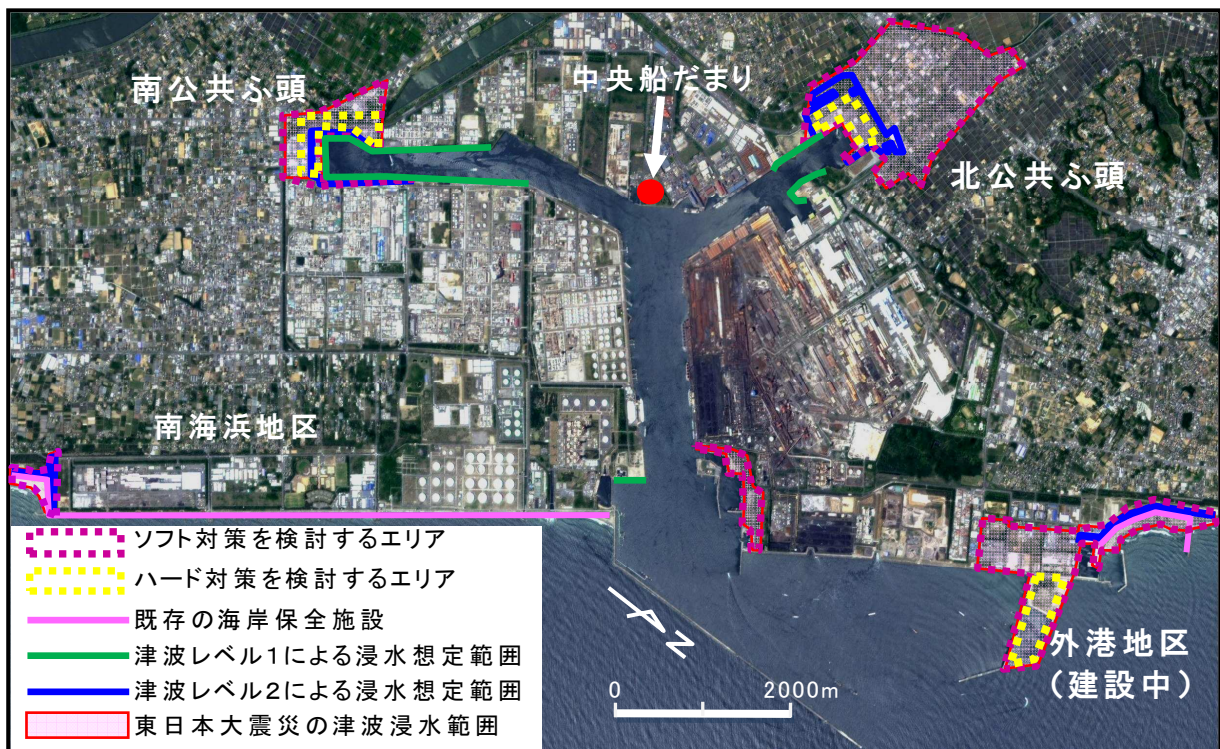 南公共ふ頭
中央船だまり
北公共ふ頭
南海浜地区
ソフト対策を検討するエリア
ハード対策を検討するエリア
既存の海岸保全施設
津波レベル1による浸水想定範囲
津波レベル2による浸水想定範囲
東日本大震災の津波浸水範囲
N
0 2000m
外港地区
(建設中)